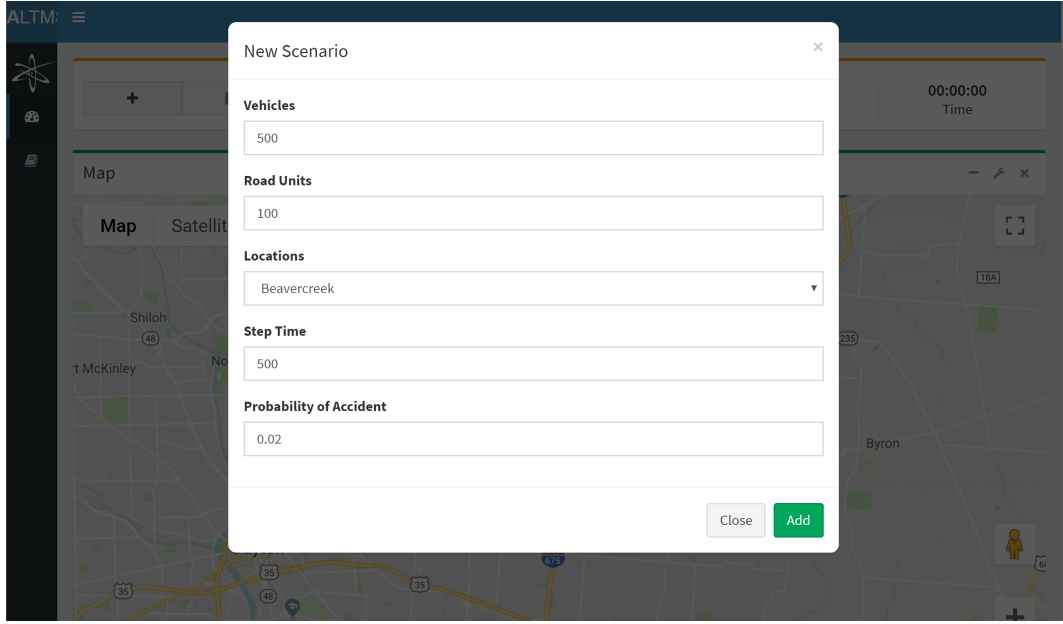 ALTMS
New Scenario
×
00:00:00
Time
Vehicles
500
Road Units
100
Locations
Beavercreek
Step Time
500
Probability of Accident
0.02
Close
Add
Map
Map
18A
Shiloh
48
235
McKinley
Byron
675
35
35
35
48